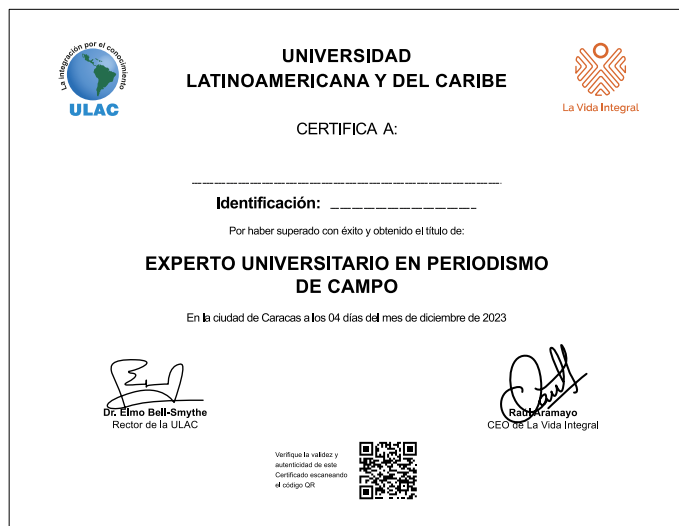 La integración por el conocimiento
ULAC
UNIVERSIDAD
LATINOAMERICANA Y DEL CARIBE
La Vida Integral
CERTIFICA A:
Identificación:
Por haber superado con éxito y obtenido el título de:
EXPERTO UNIVERSITARIO EN PERIODISMO
DE CAMPO
En la ciudad de Caracas a los 04 días del mes de diciembre de 2023
Dr. Elmo Bell-Smythe
Rector de la ULAC
Raúl Aramayo
CEO de La Vida Integral
Verifique la validez y
autenticidad de este
Certificado escaneando
el código QR